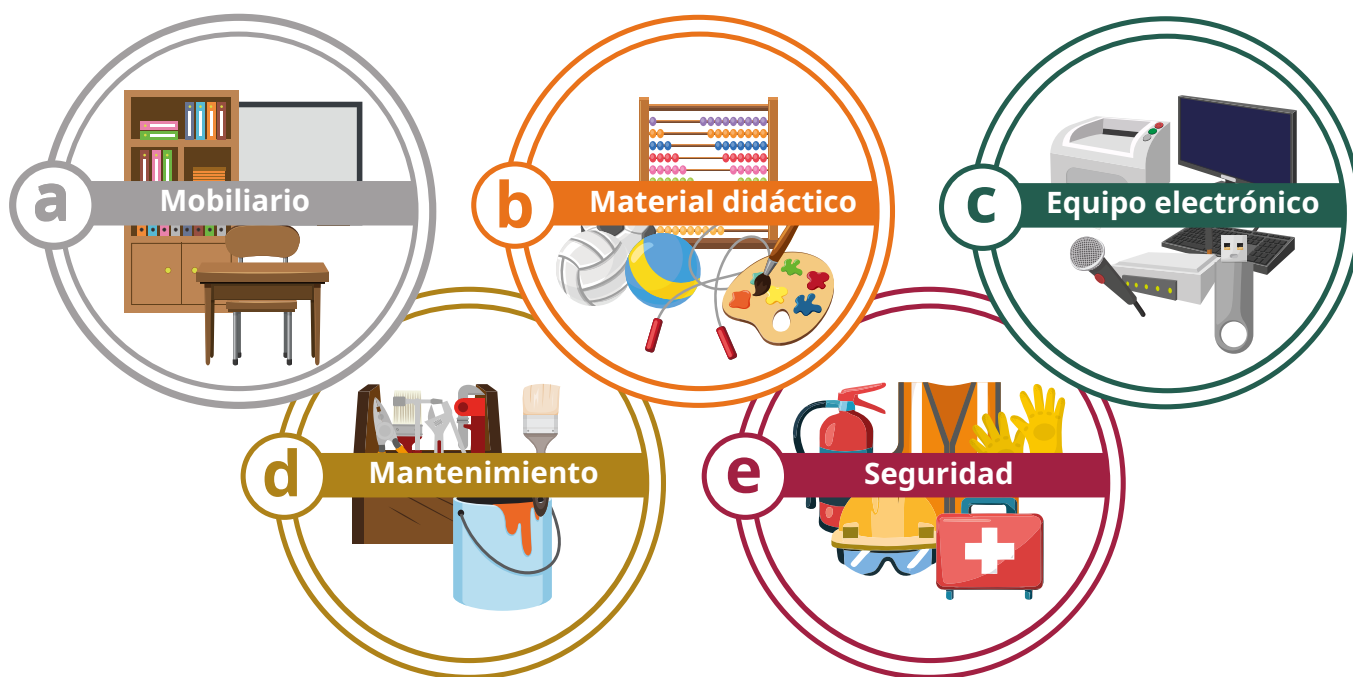 a Mobiliario
b Material didáctico
c Equipo electrónico
d Mantenimiento
e Seguridad